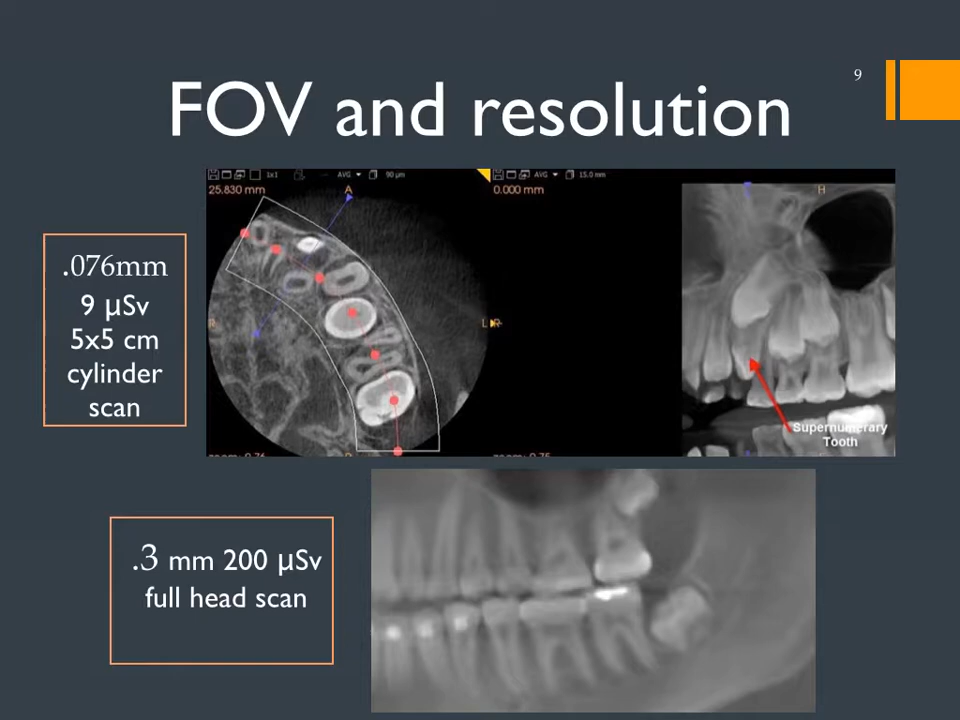 9
FOV and resolution
1x1 AVG 90 µm
AVG 15.0 mm
25.830 mm
A
0.000 mm
H
R
L
R
.076mm
9 µSv
5x5 cm
cylinder
scan
Supernumerary
Tooth
.3 mm 200 µSv
full head scan